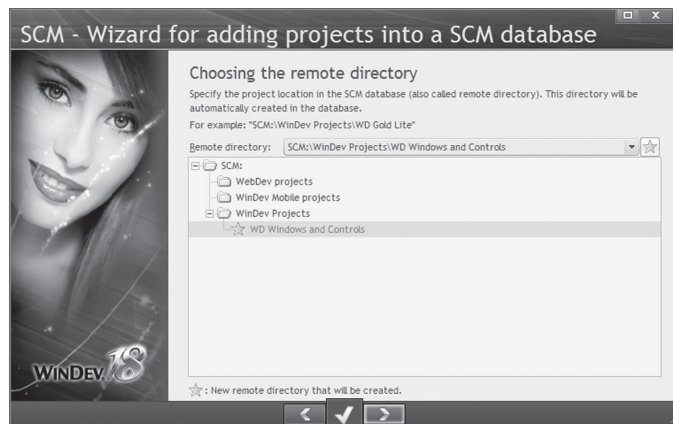 SCM - Wizard for adding projects into a SCM database
Choosing the remote directory
Specify the project location in the SCM database (also called remote directory). This directory will be
automatically created in the database.
For example: "SCM:\WinDev Projects\WD Gold Lite"
Remote directory: SCM:\WinDev Projects\WD Windows and Controls
SCM:
WebDev projects
WinDev Mobile projects
WinDev Projects
WD Windows and Controls
WINDEV. 18
: New remote directory that will be created.